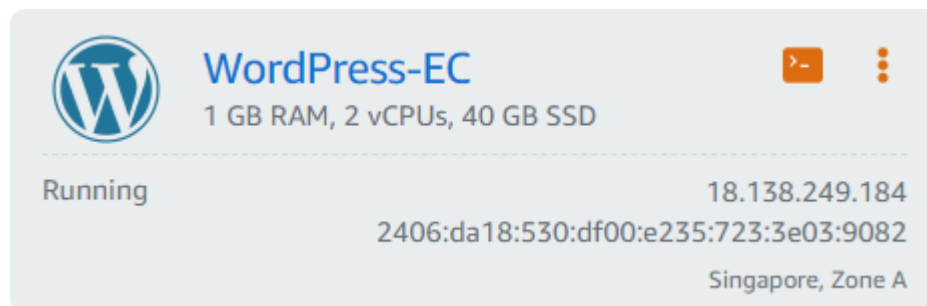 WordPress-EC
1 GB RAM, 2 vCPUs, 40 GB SSD
Running
18.138.249.184
2406:da18:530:df00:e235:723:3e03:9082
Singapore, Zone A